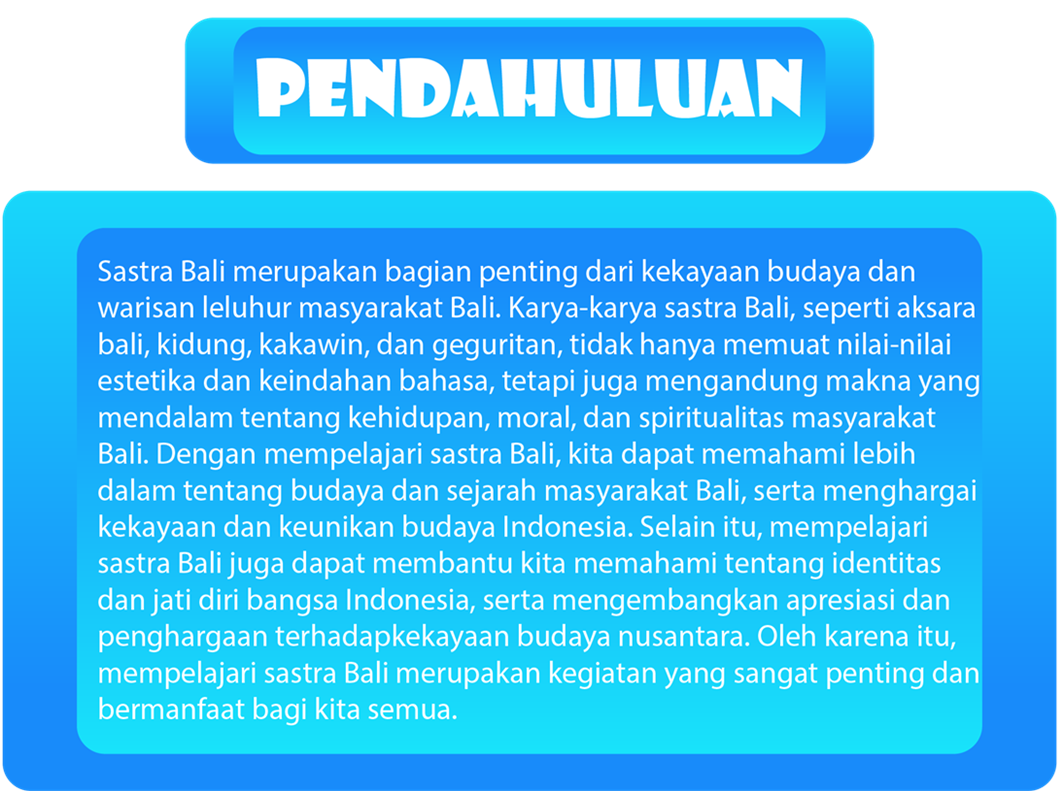 PENDAHULUAN
Sastra Bali merupakan bagian penting dari kekayaan budaya dan
warisan leluhur masyarakat Bali. Karya-karya sastra Bali, seperti aksara
bali, kidung, kakawin, dan geguritan, tidak hanya memuat nilai-nilai
estetika dan keindahan bahasa, tetapi juga mengandung makna yang
mendalam tentang kehidupan, moral, dan spiritualitas masyarakat
Bali. Dengan mempelajari sastra Bali, kita dapat memahami lebih
dalam tentang budaya dan sejarah masyarakat Bali, serta menghargai
kekayaan dan keunikan budaya Indonesia. Selain itu, mempelajari
sastra Bali juga dapat membantu kita memahami tentang identitas
dan jati diri bangsa Indonesia, serta mengembangkan apresiasi dan
penghargaan terhadapkekayaan budaya nusantara. Oleh karena itu,
mempelajari sastra Bali merupakan kegiatan yang sangat penting dan
bermanfaat bagi kita semua.